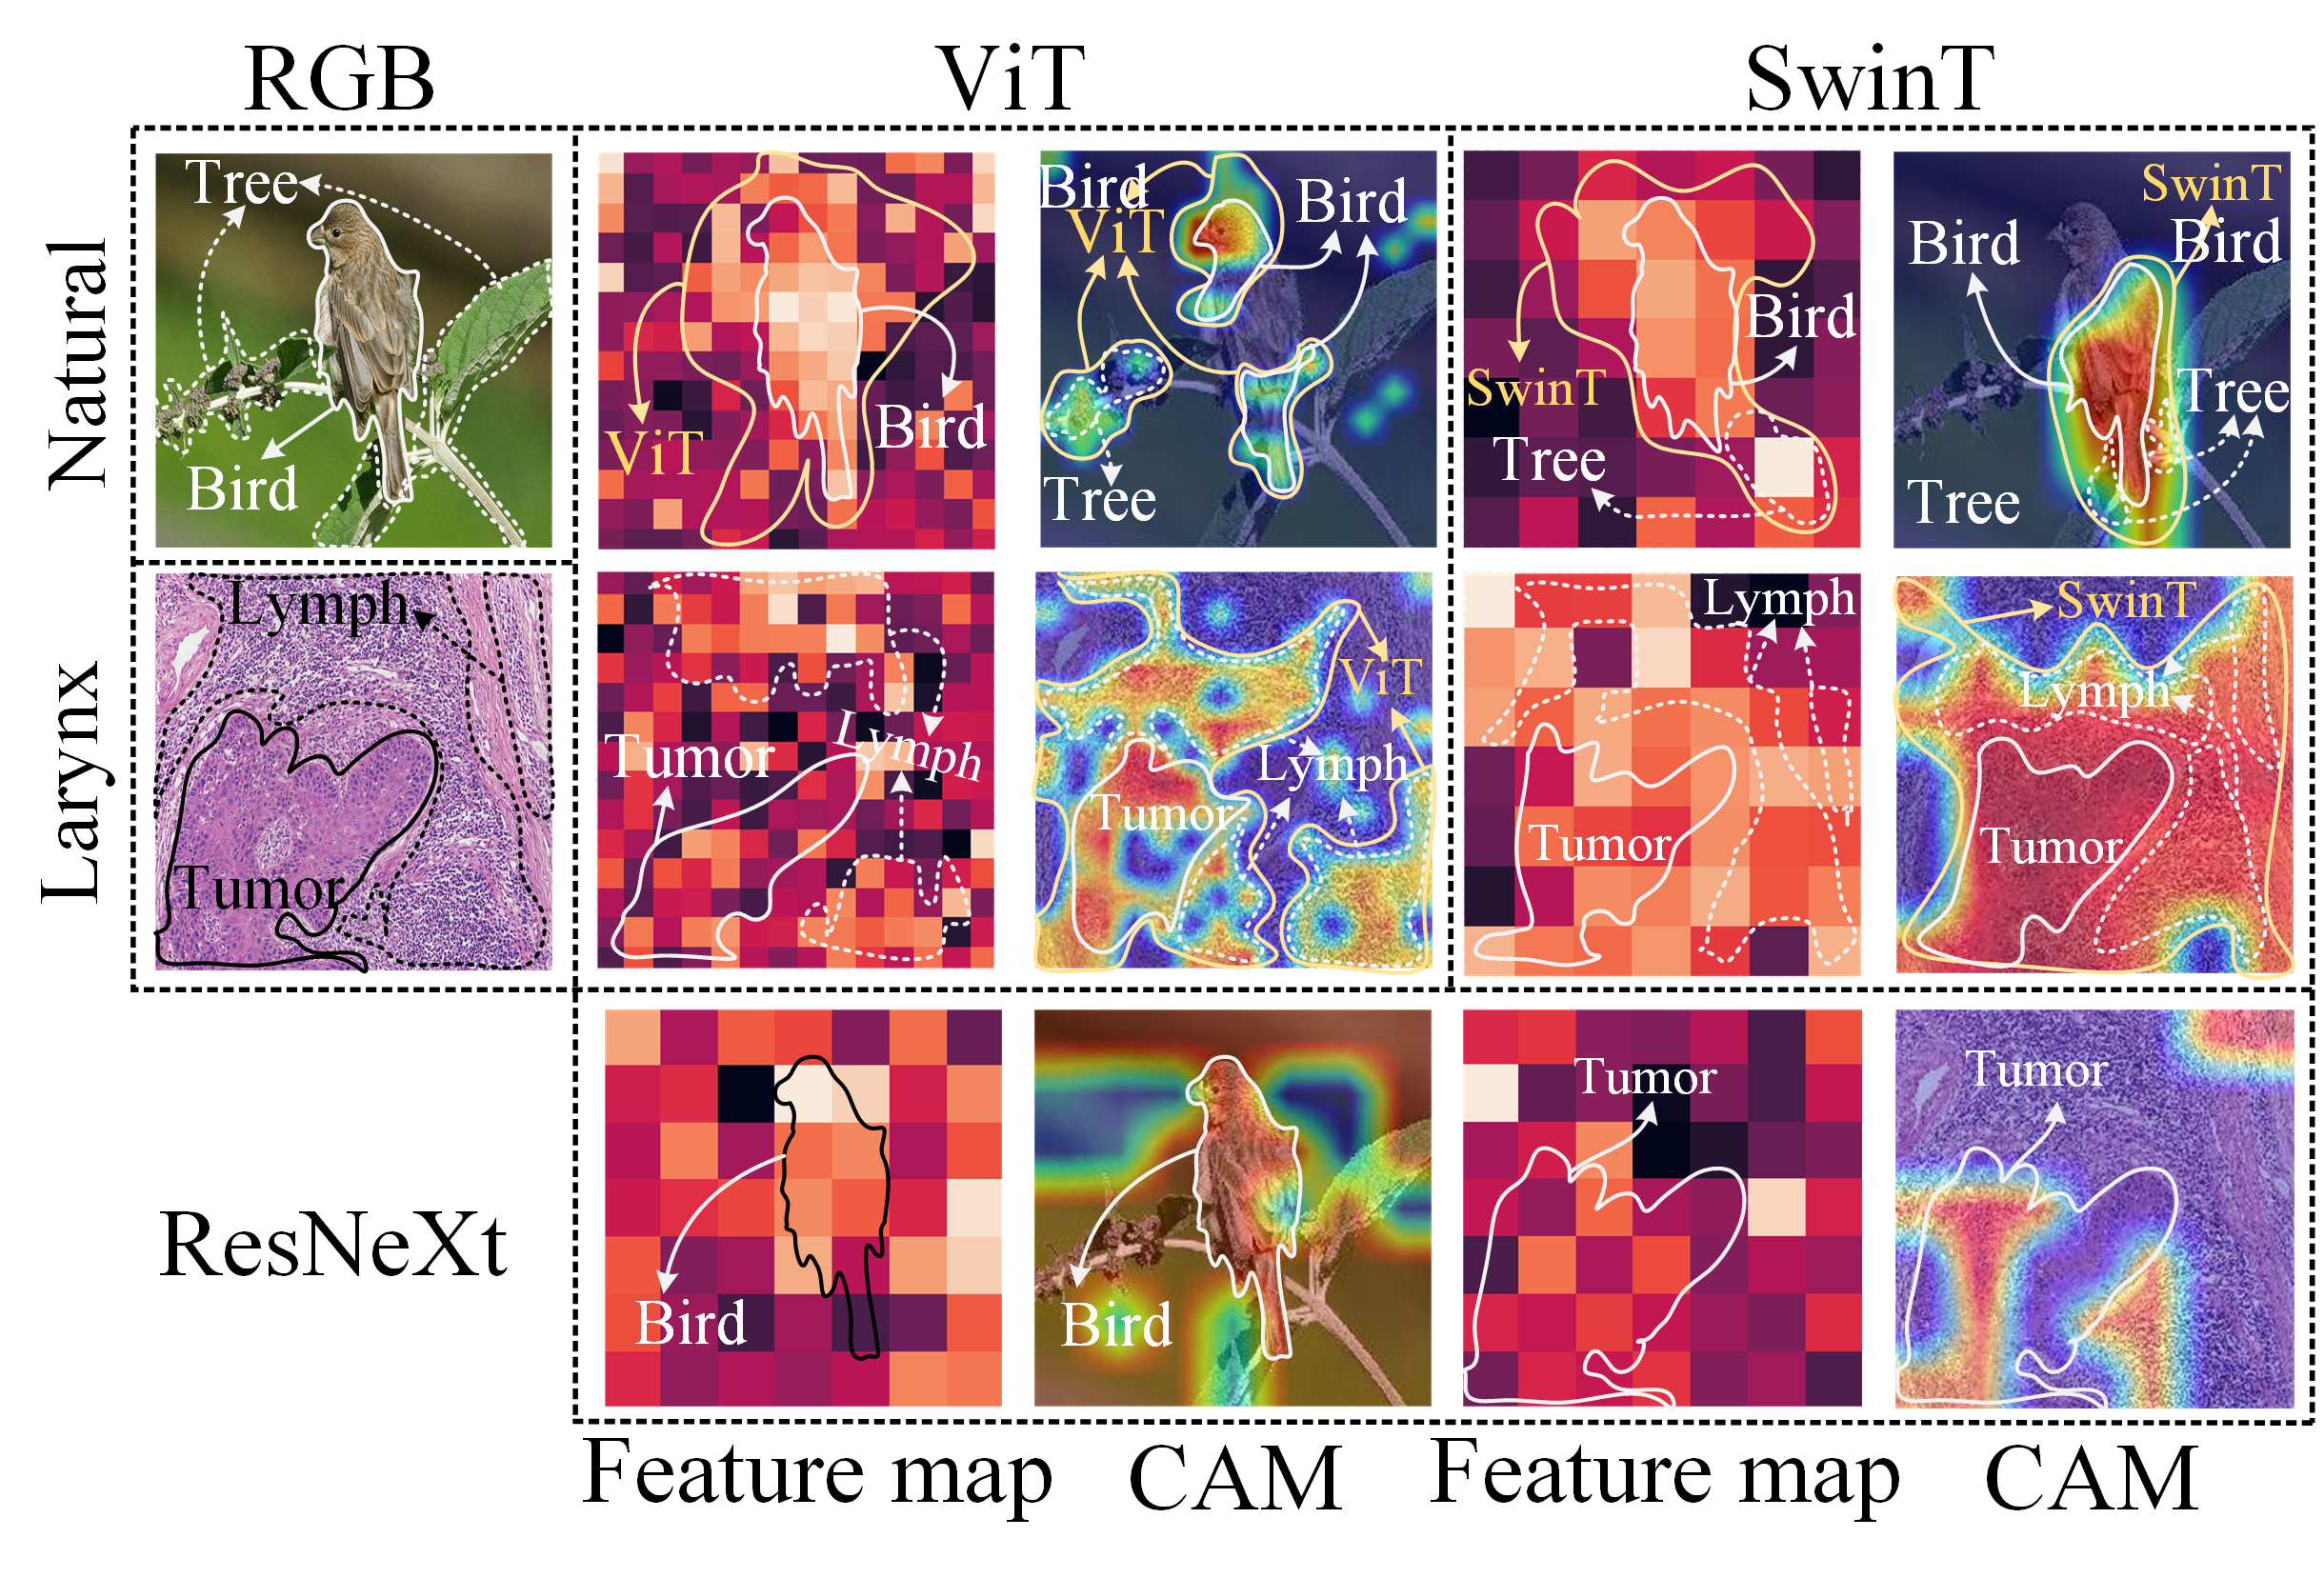 RGB
ViT
SwinT
Natural
Tree
Bird
ViT
Bird
Bird
ViT
Bird
Tree
SwinT
Bird
Tree
SwinT
Bird
Bird
Tree
Tree
Larynx
Lymph
Tumor
Tumor
Lymph
ViT
Lymph
Tumor
Lymph
Tumor
SwinT
Lymph
Tumor
ResNeXt
Bird
Bird
Tumor
Tumor
Feature map
CAM
Feature map
CAM